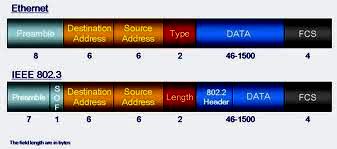 Ethernet
Preamble Destination Address Source Address Type DATA FCS
8 6 6 2 46-1500 4
IEEE 802.3
Preamble SOF Destination Address Source Address Length 802.2 Header DATA FCS
7 1 6 6 2 46-1500 4
The field length are in bytes